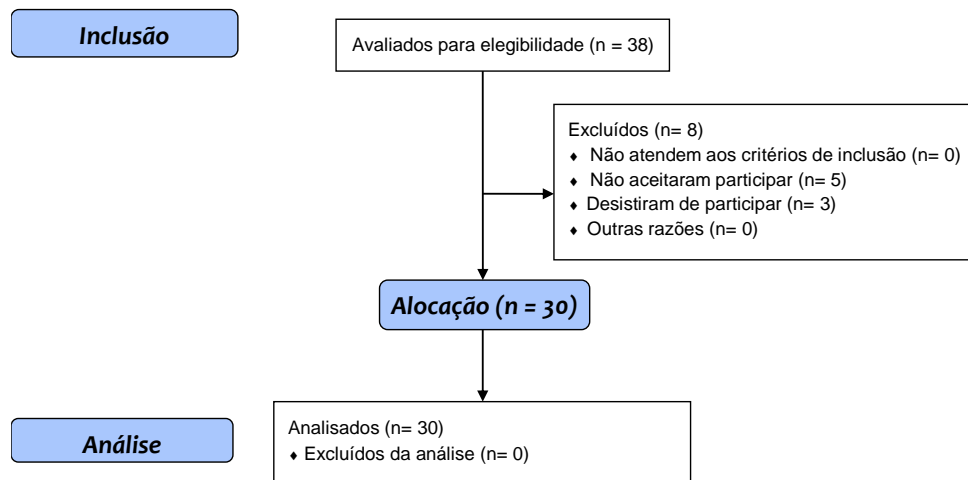 Inclusão
Avaliados para elegibilidade (n = 38)
Excluídos (n= 8)
♦ Não atendem aos critérios de inclusão (n= 0)
♦ Não aceitaram participar (n= 5)
♦ Desistiram de participar (n= 3)
♦ Outras razões (n= 0)
Alocação (n = 30)
Análise
Analisados (n= 30)
♦ Excluídos da análise (n= 0)